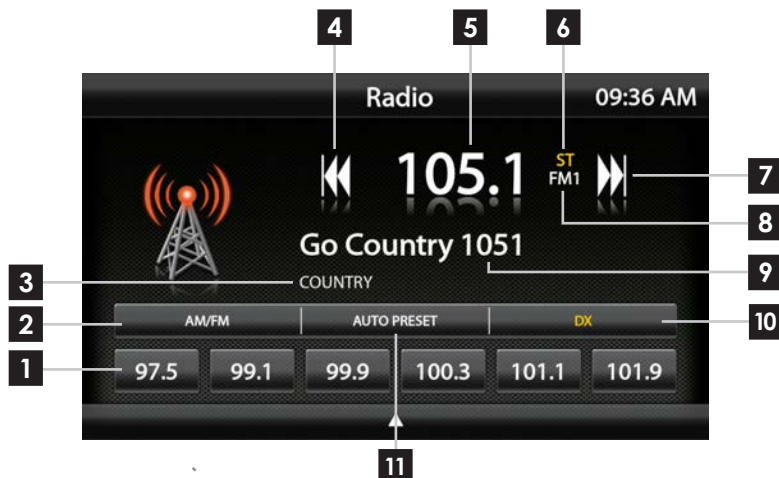 4 5 6
Radio 09:36 AM
105.1 ST
FM1
7
8
Go Country 1051
9
3 COUNTRY
2 AM/FM AUTO PRESET DX 10
1 97.5 99.1 99.9 100.3 101.1 101.9
11